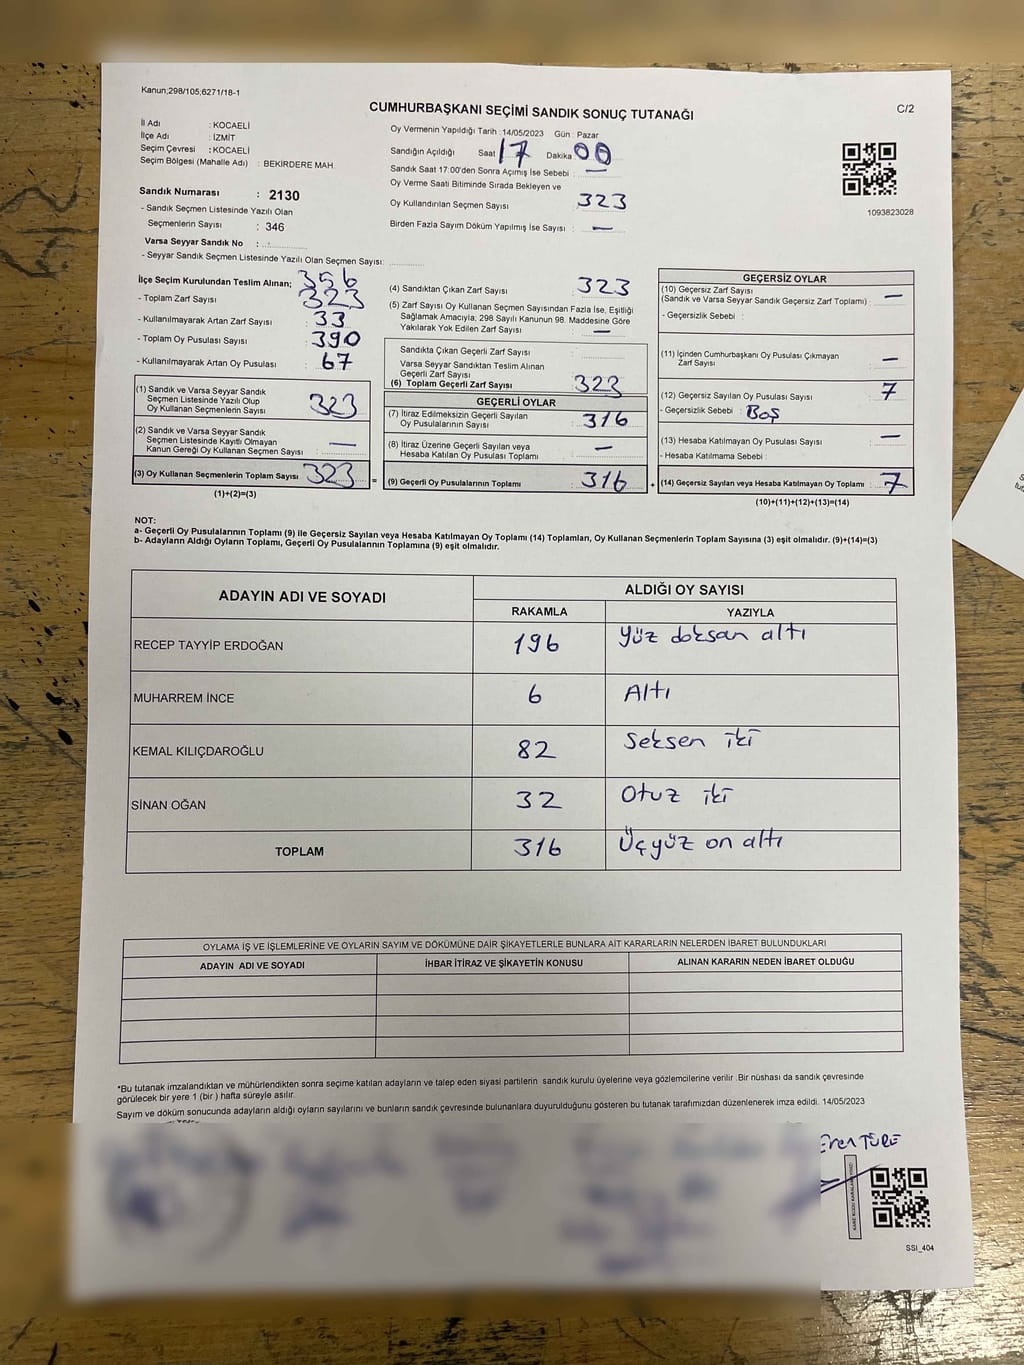 Kanun;298/105;6271/18-1
CUMHURBAŞKANI SEÇİMİ SANDIK SONUÇ TUTANAĞI
C/2
İl Adı : KOCAELİ
İlçe Adı : İZMİT
Seçim Çevresi : KOCAELİ
Seçim Bölgesi (Mahalle Adı) : BEKİRDERE MAH.
Sandık Numarası : 2130
- Sandık Seçmen Listesinde Yazılı Olan
Seçmenlerin Sayısı : 346
Varsa Seyyar Sandık No :
- Seyyar Sandık Seçmen Listesinde Yazılı Olan Seçmen Sayısı:
Oy Vermenin Yapıldığı Tarih : 14/05/2023 Gün : Pazar
Sandığın Açıldığı Saat 17 Dakika 00
Sandık Saat 17:00'den Sonra Açımış İse Sebebi : —
Oy Verme Saati Bitiminde Sırada Bekleyen ve
Oy Kullandırılan Seçmen Sayısı : 323
Birden Fazla Sayım Döküm Yapılmış İse Sayısı : —
1093823028
İlçe Seçim Kurulundan Teslim Alınan; 356
- Toplam Zarf Sayısı : 323
- Kullanılmayarak Artan Zarf Sayısı : 33
- Toplam Oy Pusulası Sayısı : 390
- Kullanılmayarak Artan Oy Pusulası : 67
(1) Sandık ve Varsa Seyyar Sandık
Seçmen Listesinde Yazılı Olup
Oy Kullanan Seçmenlerin Sayısı : 323
(2) Sandık ve Varsa Seyyar Sandık
Seçmen Listesinde Kayıtlı Olmayan
Kanun Gereği Oy Kullanan Seçmen Sayısı : —
(3) Oy Kullanan Seçmenlerin Toplam Sayısı : 323
(1)+(2)=(3)
(4) Sandıktan Çıkan Zarf Sayısı : 323
(5) Zarf Sayısı Oy Kullanan Seçmen Sayısından Fazla İse, Eşitliği
Sağlamak Amacıyla; 298 Sayılı Kanunun 98. Maddesine Göre
Yakılarak Yok Edilen Zarf Sayısı : —
Sandıkta Çıkan Geçerli Zarf Sayısı :
Varsa Seyyar Sandıktan Teslim Alınan
Geçerli Zarf Sayısı :
(6) Toplam Geçerli Zarf Sayısı : 323
GEÇERLİ OYLAR
(7) İtiraz Edilmeksizin Geçerli Sayılan
Oy Pusulalarının Sayısı : 316
(8) İtiraz Üzerine Geçerli Sayılan veya
Hesaba Katılan Oy Pusulası Toplamı : —
= (9) Geçerli Oy Pusulalarının Toplamı : 316 +
GEÇERSİZ OYLAR
(10) Geçersiz Zarf Sayısı
(Sandık ve Varsa Seyyar Sandık Geçersiz Zarf Toplamı) : —
- Geçersizlik Sebebi :
(11) İçinden Cumhurbaşkanı Oy Pusulası Çıkmayan
Zarf Sayısı : —
(12) Geçersiz Sayılan Oy Pusulası Sayısı : 7
- Geçersizlik Sebebi : Boş
(13) Hesaba Katılmayan Oy Pusulası Sayısı : —
- Hesaba Katılmama Sebebi :
(14) Geçersiz Sayılan veya Hesaba Katılmayan Oy Toplamı : 7
(10)+(11)+(12)+(13)=(14)
NOT:
a- Geçerli Oy Pusulalarının Toplamı (9) ile Geçersiz Sayılan veya Hesaba Katılmayan Oy Toplamı (14) Toplamları, Oy Kullanan Seçmenlerin Toplam Sayısına (3) eşit olmalıdır. (9)+(14)=(3)
b- Adayların Aldığı Oyların Toplamı, Geçerli Oy Pusulalarının Toplamına (9) eşit olmalıdır.
ADAYIN ADI VE SOYADI ALDIĞI OY SAYISI
RAKAMLA YAZIYLA
RECEP TAYYİP ERDOĞAN 196 Yüz doksan altı
MUHARREM İNCE 6 Altı
KEMAL KILIÇDAROĞLU 82 Seksen iki
SİNAN OĞAN 32 Otuz iki
TOPLAM 316 Üçyüz on altı
OYLAMA İŞ VE İŞLEMLERİNE VE OYLARIN SAYIM VE DÖKÜMÜNE DAİR ŞİKAYETLERLE BUNLARA AİT KARARLARIN NELERDEN İBARET BULUNDUKLARI
ADAYIN ADI VE SOYADI İHBAR İTİRAZ VE ŞİKAYETİN KONUSU ALINAN KARARIN NEDEN İBARET OLDUĞU
*Bu tutanak imzalandıktan ve mühürlendikten sonra seçime katılan adayların ve talep eden siyasi partilerin sandık kurulu üyelerine veya gözlemcilerine verilir .Bir nüshası da sandık çevresinde
görülecek bir yere 1 (bir ) hafta süreyle asılır.
Sayım ve döküm sonucunda adayların aldığı oyların sayılarını ve bunların sandık çevresinde bulunanlara duyurulduğunu gösteren bu tutanak tarafımızdan düzenlenerek imza edildi. 14/05/2023
Eren TÜRE
SSI_404